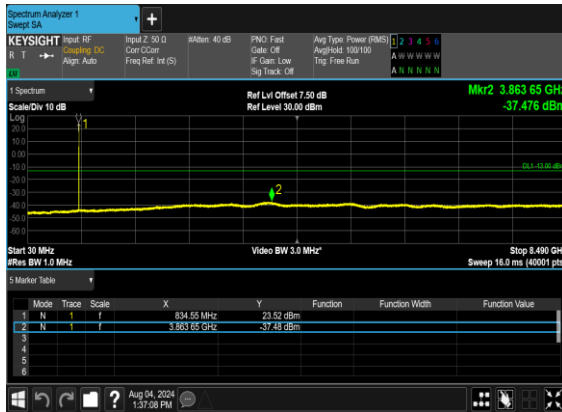 Spectrum Analyzer 1
Swept SA
KEYSIGHT
R T
Input: RF
Coupling: DC
Align: Auto
Input Z: 50 Ω
Corr CCorr
Freq Ref: Int (S)
#Atten: 40 dB
PNO: Fast
Gate: Off
IF Gain: Low
Sig Track: Off
Avg Type: Power (RMS)
Avg|Hold: 100/100
Trig: Free Run
1 2 3 4 5 6
A W W W W W
A N N N N N
1 Spectrum
Scale/Div 10 dB
Ref Lvl Offset 7.50 dB
Ref Level 30.00 dBm
Mkr2 3.863 65 GHz
-37.476 dBm
Log
20.0
10.0
0.00
-10.0
-20.0
-30.0
-40.0
-50.0
-60.0
1
2
DL1 -13.00 dBm
Start 30 MHz
#Res BW 1.0 MHz
Video BW 3.0 MHz*
Stop 8.490 GHz
Sweep 16.0 ms (40001 pts)
5 Marker Table
Mode Trace Scale X Y Function Function Width Function Value
1 N 1 f 834.55 MHz 23.52 dBm
2 N 1 f 3.863 65 GHz -37.48 dBm
3
4
5
6
?
Aug 04, 2024
1:37:08 PM